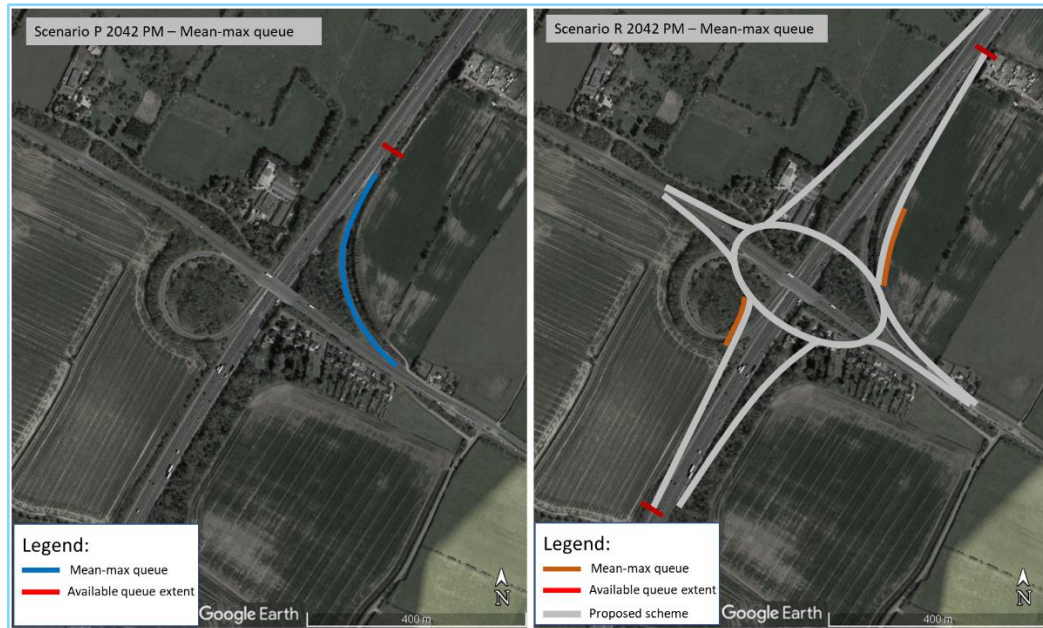 Scenario P 2042 PM – Mean-max queue
Legend:
Mean-max queue
Available queue extent
Google Earth
400 m
N
Scenario R 2042 PM – Mean-max queue
Legend:
Mean-max queue
Available queue extent
Proposed scheme
Google Earth
400 m
N